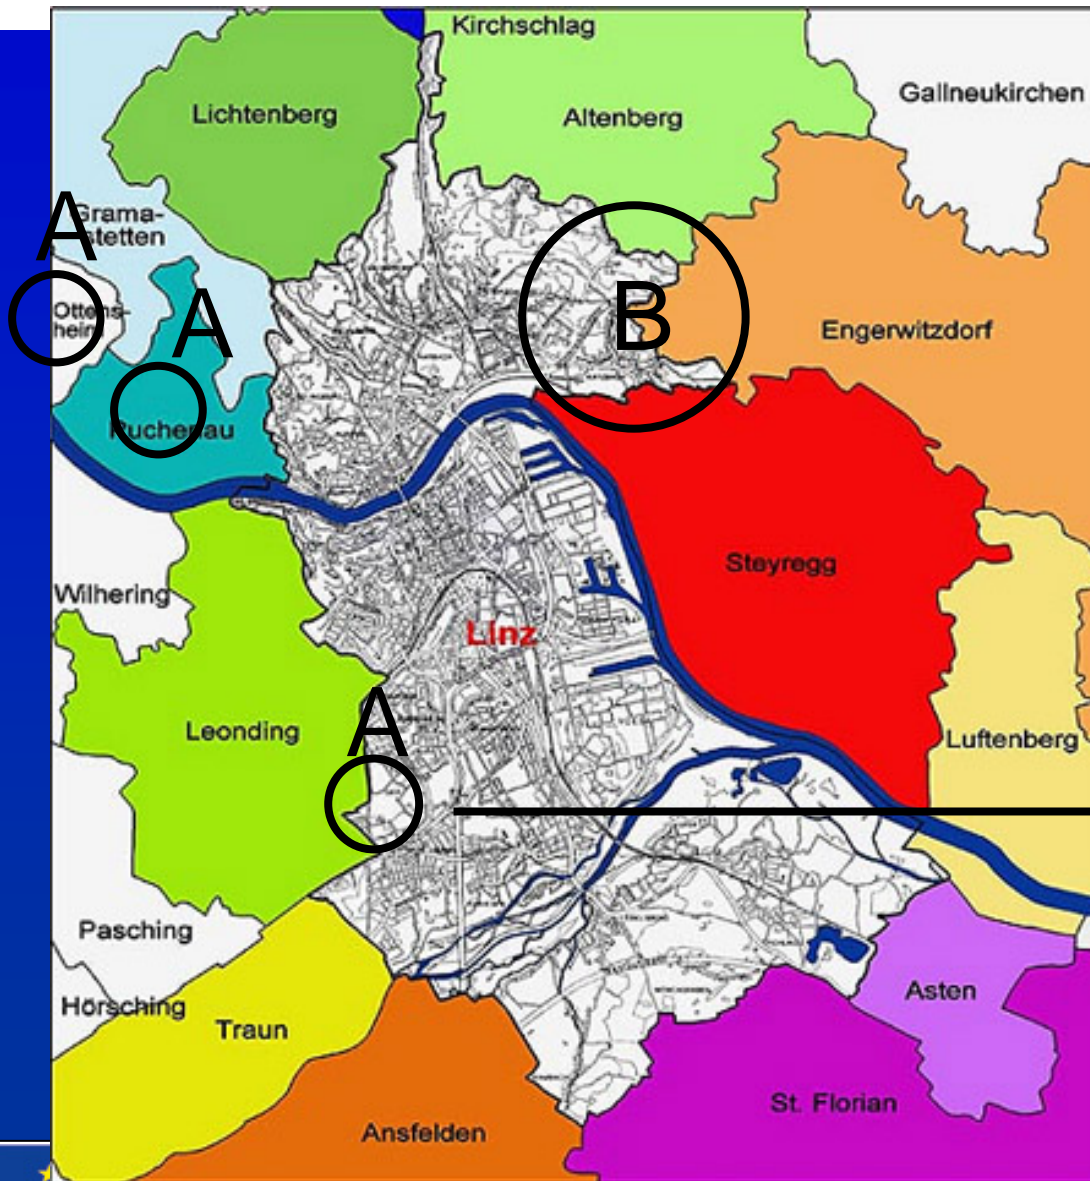 Kirchschlag
Gallneukirchen
Lichtenberg
Altenberg
A
Grama-
stetten
A
B
Ottens-
hein
Engerwitzdorf
Puchenau
Steyregg
Wilhering
Linz
A
Leonding
Luftenberg
Pasching
Asten
Hörsching
Traun
St. Florian
Ansfelden